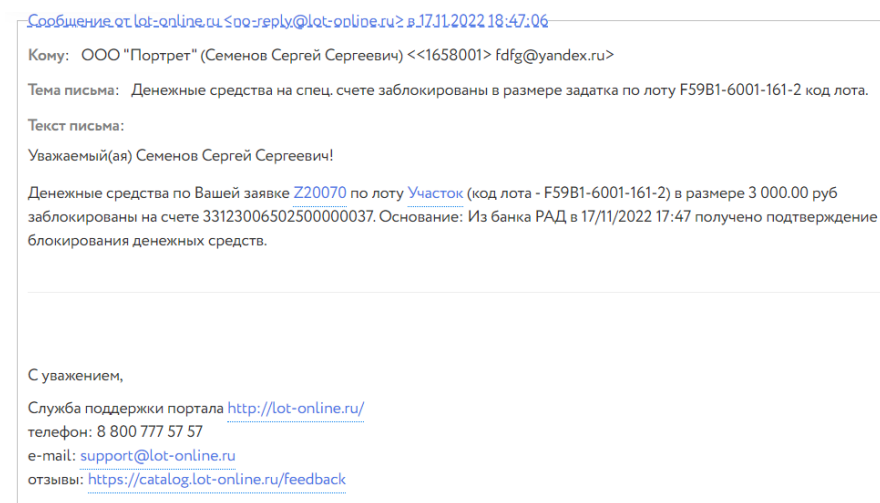 Сообщение от lot-online.ru <no-reply@lot-online.ru> в 17.11.2022 18:47:06
Кому: ООО "Портрет" (Семенов Сергей Сергеевич) <<1658001> fdfg@yandex.ru>
Тема письма: Денежные средства на спец. счете заблокированы в размере задатка по лоту F59B1-6001-161-2 код лота.
Текст письма:
Уважаемый(ая) Семенов Сергей Сергеевич!
Денежные средства по Вашей заявке Z20070 по лоту Участок (код лота - F59B1-6001-161-2) в размере 3 000.00 руб
заблокированы на счете 33123006502500000037. Основание: Из банка РАД в 17/11/2022 17:47 получено подтверждение
блокирования денежных средств.
С уважением,
Служба поддержки портала http://lot-online.ru/
телефон: 8 800 777 57 57
e-mail: support@lot-online.ru
отзывы: https://catalog.lot-online.ru/feedback